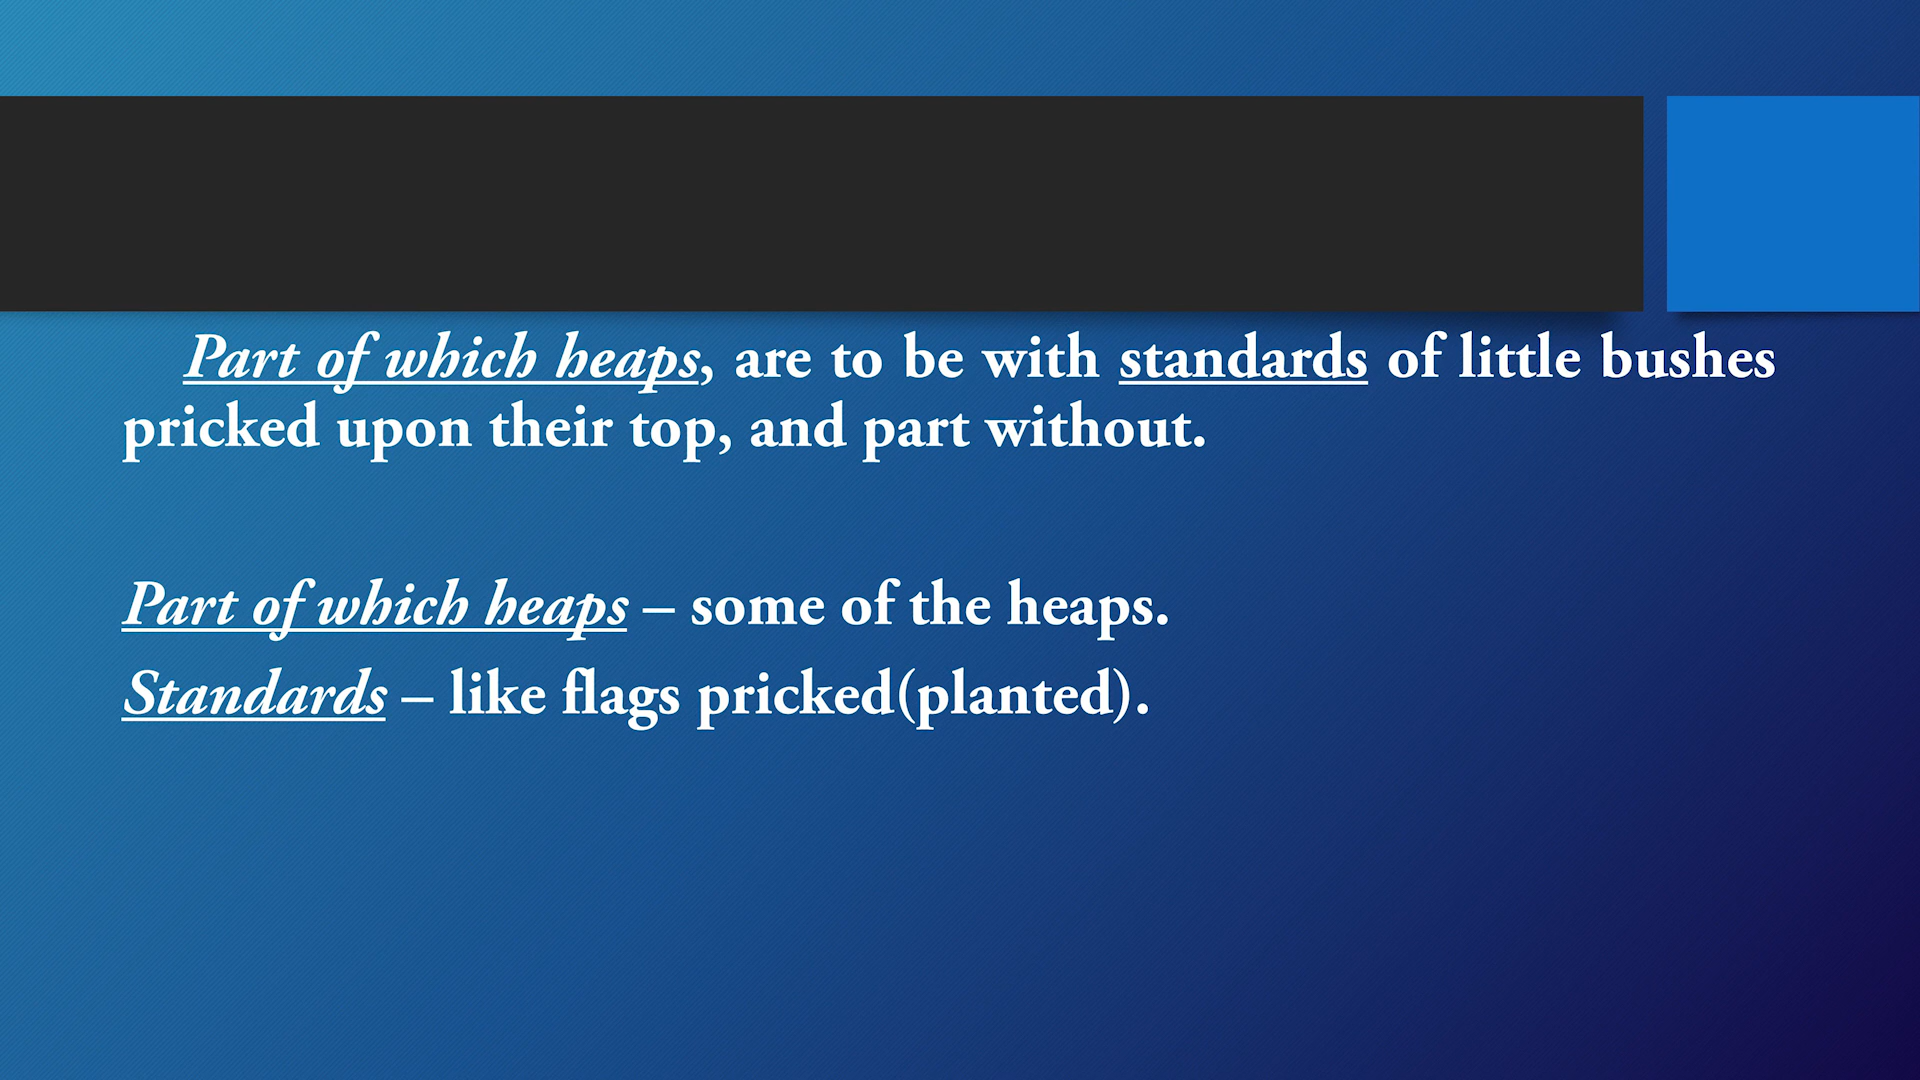 Part of which heaps, are to be with standards of little bushes
pricked upon their top, and part without.
Part of which heaps – some of the heaps.
Standards – like flags pricked(planted).